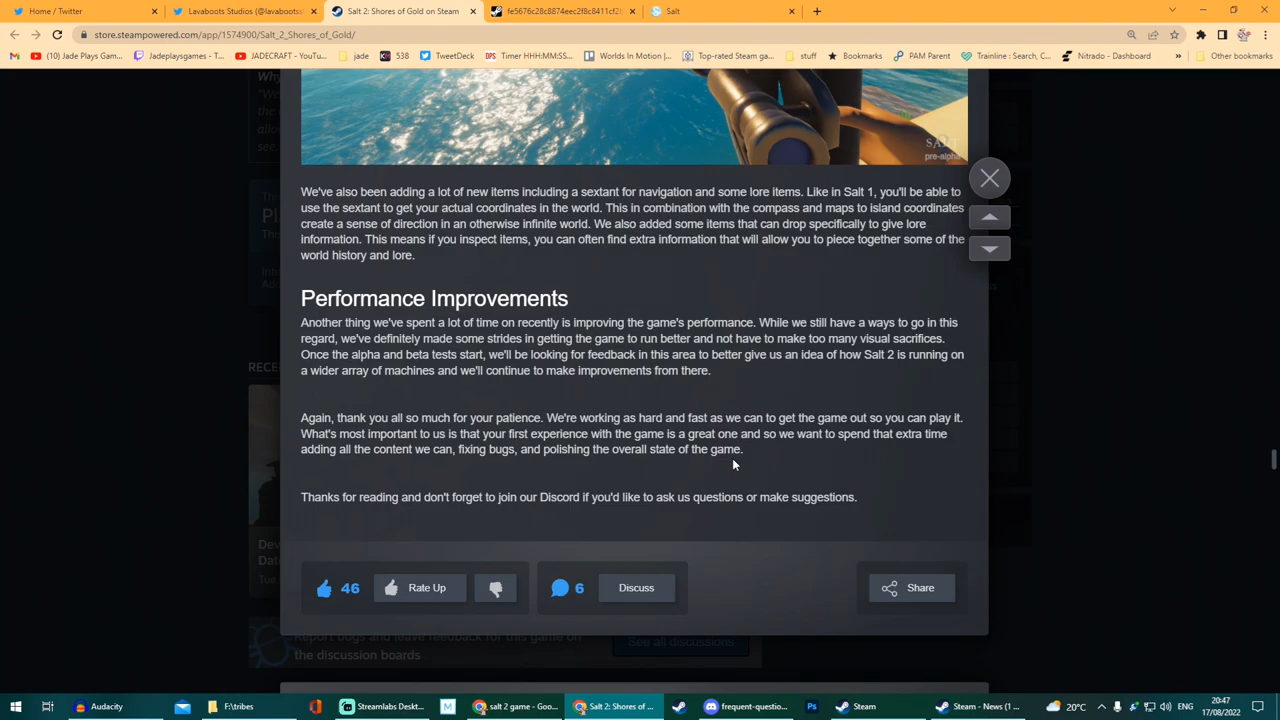 Home / Twitter
Lavaboots Studios (@lavabootss
Salt 2: Shores of Gold on Steam
fe5676c28c8874eec2f8c8411cf2
Salt
store.steampowered.com/app/1574900/Salt_2_Shores_of_Gold/
M
(10) Jade Plays Gam...
Jadeplaysgames - T...
JADECRAFT - YouTu...
jade
538
TweetDeck
Timer HHH:MM:SS...
Worlds In Motion |...
Top-rated Steam ga...
stuff
Bookmarks
PAM Parent
Trainline : Search, C...
Nitrado - Dashboard
»
Other bookmarks
SALT
pre-alpha
We've also been adding a lot of new items including a sextant for navigation and some lore items. Like in Salt 1, you'll be able to
use the sextant to get your actual coordinates in the world. This in combination with the compass and maps to island coordinates
create a sense of direction in an otherwise infinite world. We also added some items that can drop specifically to give lore
information. This means if you inspect items, you can often find extra information that will allow you to piece together some of the
world history and lore.
Performance Improvements
Another thing we've spent a lot of time on recently is improving the game's performance. While we still have a ways to go in this
regard, we've definitely made some strides in getting the game to run better and not have to make too many visual sacrifices.
Once the alpha and beta tests start, we'll be looking for feedback in this area to better give us an idea of how Salt 2 is running on
a wider array of machines and we'll continue to make improvements from there.
RECE
Again, thank you all so much for your patience. We're working as hard and fast as we can to get the game out so you can play it.
What's most important to us is that your first experience with the game is a great one and so we want to spend that extra time
adding all the content we can, fixing bugs, and polishing the overall state of the game.
Thanks for reading and don't forget to join our Discord if you'd like to ask us questions or make suggestions.
Dev
Dat
Tue
46
Rate Up
6
Discuss
Share
Report bugs and leave feedback for this game on
the discussion boards
See all discussions
Audacity
F:\tribes
Streamlabs Deskt...
M
salt 2 game - Goo...
Salt 2: Shores of ...
frequent-questio...
Ps
Steam
Steam - News (1 ...
20°C
20:47
17/08/2022